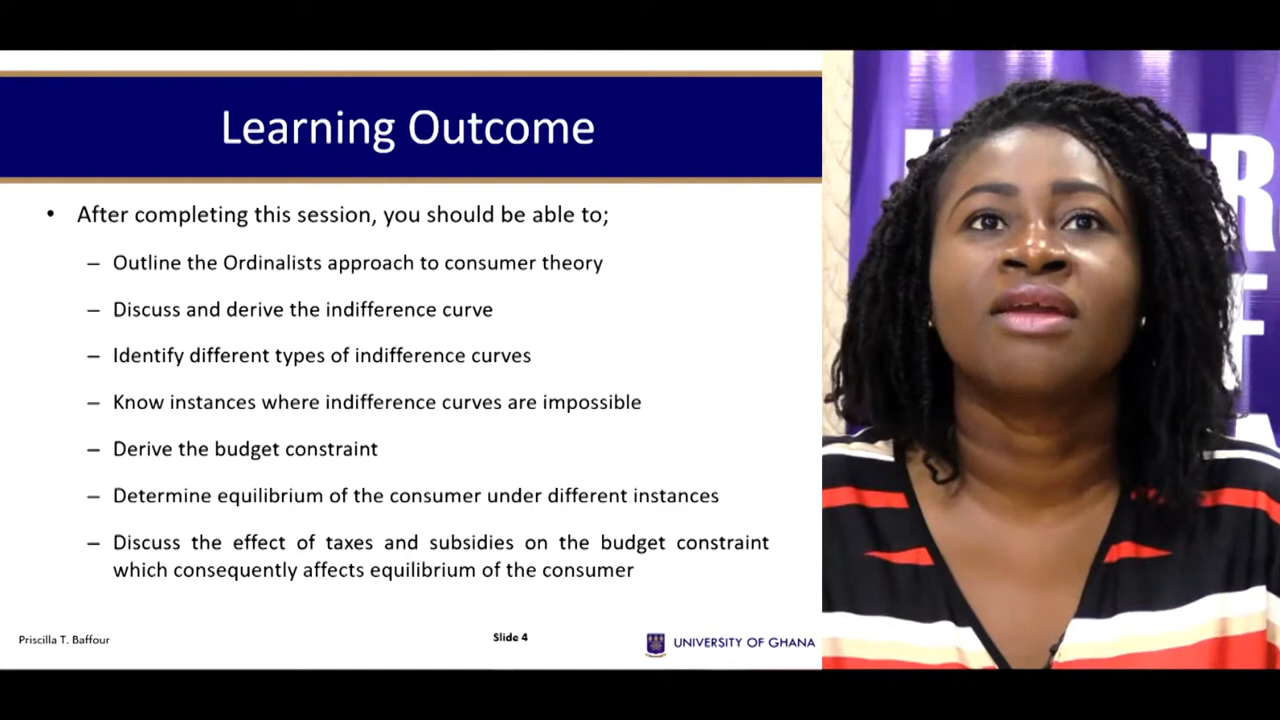 Learning Outcome
• After completing this session, you should be able to;
– Outline the Ordinalists approach to consumer theory
– Discuss and derive the indifference curve
– Identify different types of indifference curves
– Know instances where indifference curves are impossible
– Derive the budget constraint
– Determine equilibrium of the consumer under different instances
– Discuss the effect of taxes and subsidies on the budget constraint
which consequently affects equilibrium of the consumer
Priscilla T. Baffour
Slide 4
UNIVERSITY OF GHANA